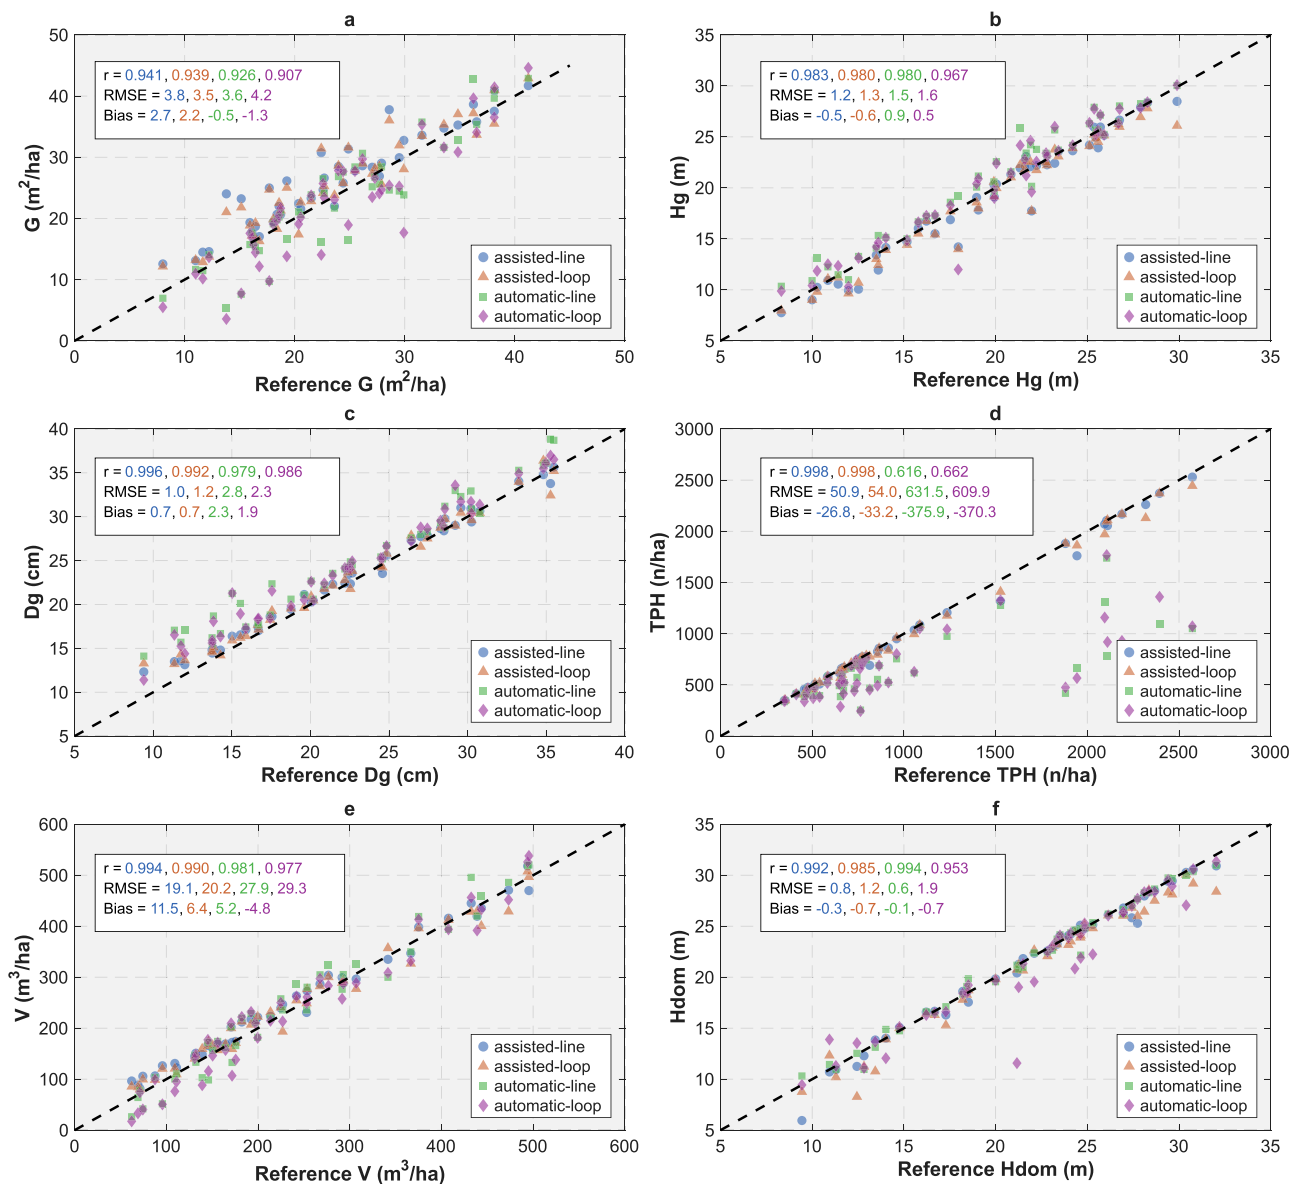 a
50
40
30
20
10
0
G (m²/ha)
r = 0.941, 0.939, 0.926, 0.907
RMSE = 3.8, 3.5, 3.6, 4.2
Bias = 2.7, 2.2, -0.5, -1.3
assisted-line
assisted-loop
automatic-line
automatic-loop
0 10 20 30 40 50
Reference G (m²/ha)
b
35
30
25
20
15
10
5
Hg (m)
r = 0.983, 0.980, 0.980, 0.967
RMSE = 1.2, 1.3, 1.5, 1.6
Bias = -0.5, -0.6, 0.9, 0.5
assisted-line
assisted-loop
automatic-line
automatic-loop
5 10 15 20 25 30 35
Reference Hg (m)
c
40
35
30
25
20
15
10
5
Dg (cm)
r = 0.996, 0.992, 0.979, 0.986
RMSE = 1.0, 1.2, 2.8, 2.3
Bias = 0.7, 0.7, 2.3, 1.9
assisted-line
assisted-loop
automatic-line
automatic-loop
5 10 15 20 25 30 35 40
Reference Dg (cm)
d
3000
2500
2000
1500
1000
500
0
TPH (n/ha)
r = 0.998, 0.998, 0.616, 0.662
RMSE = 50.9, 54.0, 631.5, 609.9
Bias = -26.8, -33.2, -375.9, -370.3
assisted-line
assisted-loop
automatic-line
automatic-loop
0 500 1000 1500 2000 2500 3000
Reference TPH (n/ha)
e
600
500
400
300
200
100
0
V (m³/ha)
r = 0.994, 0.990, 0.981, 0.977
RMSE = 19.1, 20.2, 27.9, 29.3
Bias = 11.5, 6.4, 5.2, -4.8
assisted-line
assisted-loop
automatic-line
automatic-loop
0 100 200 300 400 500 600
Reference V (m³/ha)
f
35
30
25
20
15
10
5
Hdom (m)
r = 0.992, 0.985, 0.994, 0.953
RMSE = 0.8, 1.2, 0.6, 1.9
Bias = -0.3, -0.7, -0.1, -0.7
assisted-line
assisted-loop
automatic-line
automatic-loop
5 10 15 20 25 30 35
Reference Hdom (m)